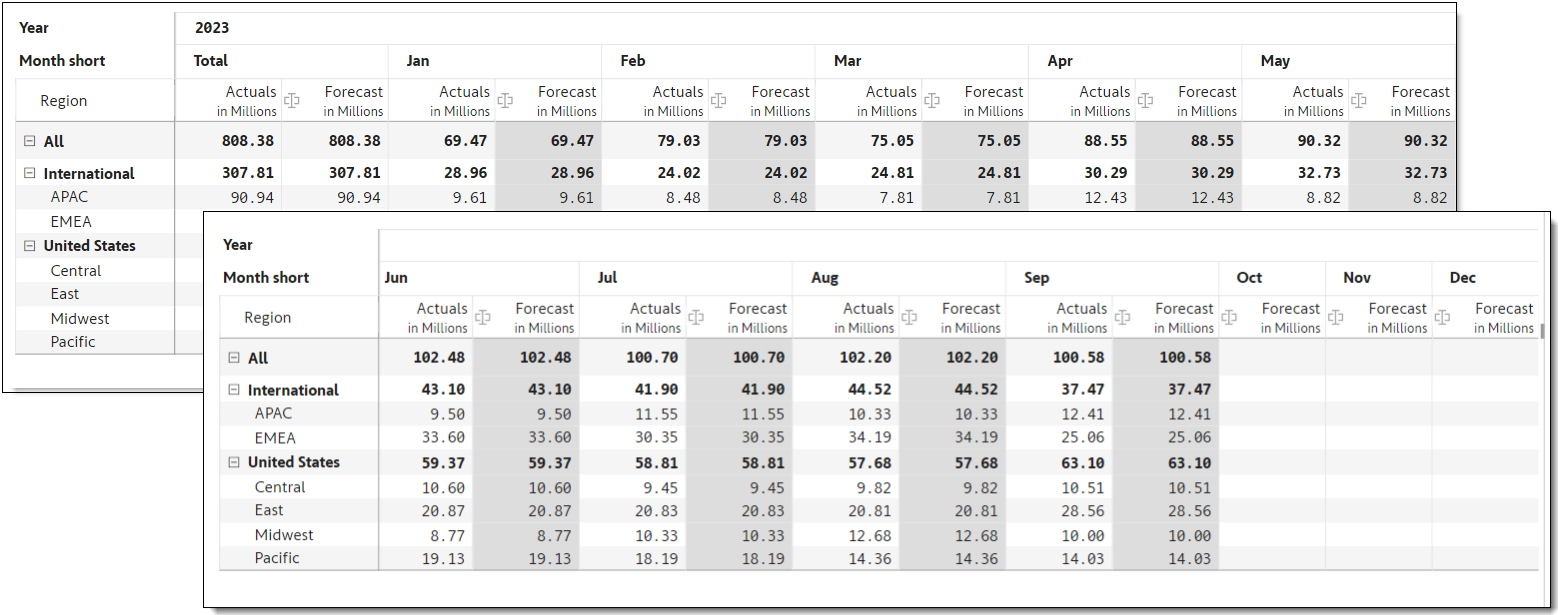 Year 2023
Month short Total Jan Feb Mar Apr May
Region Actuals in Millions Forecast in Millions Actuals in Millions Forecast in Millions Actuals in Millions Forecast in Millions Actuals in Millions Forecast in Millions Actuals in Millions Forecast in Millions Actuals in Millions Forecast in Millions
All 808.38 808.38 69.47 69.47 79.03 79.03 75.05 75.05 88.55 88.55 90.32 90.32
International 307.81 307.81 28.96 28.96 24.02 24.02 24.81 24.81 30.29 30.29 32.73 32.73
APAC 90.94 90.94 9.61 9.61 8.48 8.48 7.81 7.81 12.43 12.43 8.82 8.82
EMEA
United States
Central
East
Midwest
Pacific
Year
Month short Jun Jul Aug Sep Oct Nov Dec
Region Actuals in Millions Forecast in Millions Actuals in Millions Forecast in Millions Actuals in Millions Forecast in Millions Actuals in Millions Forecast in Millions Forecast in Millions Forecast in Millions Forecast in Millions
All 102.48 102.48 100.70 100.70 102.20 102.20 100.58 100.58
International 43.10 43.10 41.90 41.90 44.52 44.52 37.47 37.47
APAC 9.50 9.50 11.55 11.55 10.33 10.33 12.41 12.41
EMEA 33.60 33.60 30.35 30.35 34.19 34.19 25.06 25.06
United States 59.37 59.37 58.81 58.81 57.68 57.68 63.10 63.10
Central 10.60 10.60 9.45 9.45 9.82 9.82 10.51 10.51
East 20.87 20.87 20.83 20.83 20.81 20.81 28.56 28.56
Midwest 8.77 8.77 10.33 10.33 12.68 12.68 10.00 10.00
Pacific 19.13 19.13 18.19 18.19 14.36 14.36 14.03 14.03